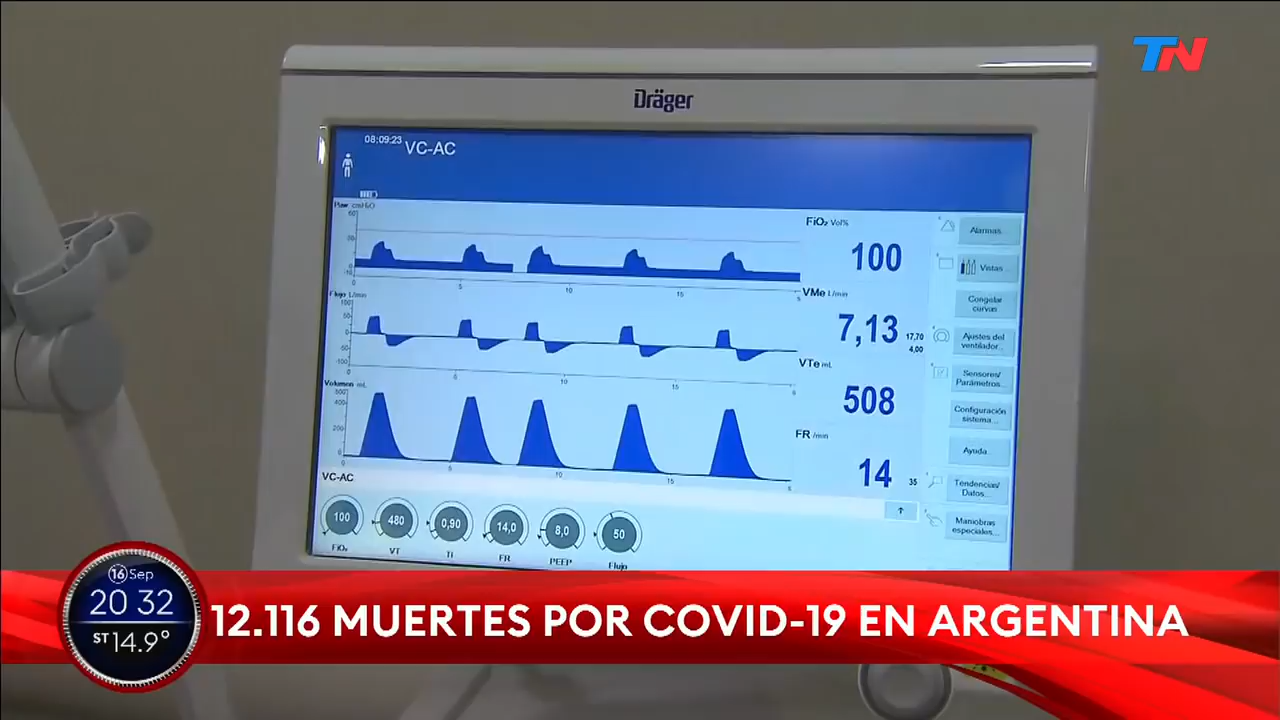 TN
Dräger
08:09:23
VC-AC
Paw cmH2O
Flujo L/min
Volumen mL
VC-AC
FiO₂ Vol%
100
VMe L/min
7,13
17,70
4,00
VTe mL
508
FR /min
14
35
Alarmas
Vistas...
Congelar
curvas
Ajustes del
ventilador...
Sensores/
Parámetros...
Configuración
sistema...
Ayuda...
Tendencias/
Datos...
Maniobras
especiales...
100
480
0,90
14,0
8,0
50
FiO₂
VT
Ti
FR
PEEP
Flujo
16 Sep
20 32
ST 14.9°
12.116 MUERTES POR COVID-19 EN ARGENTINA